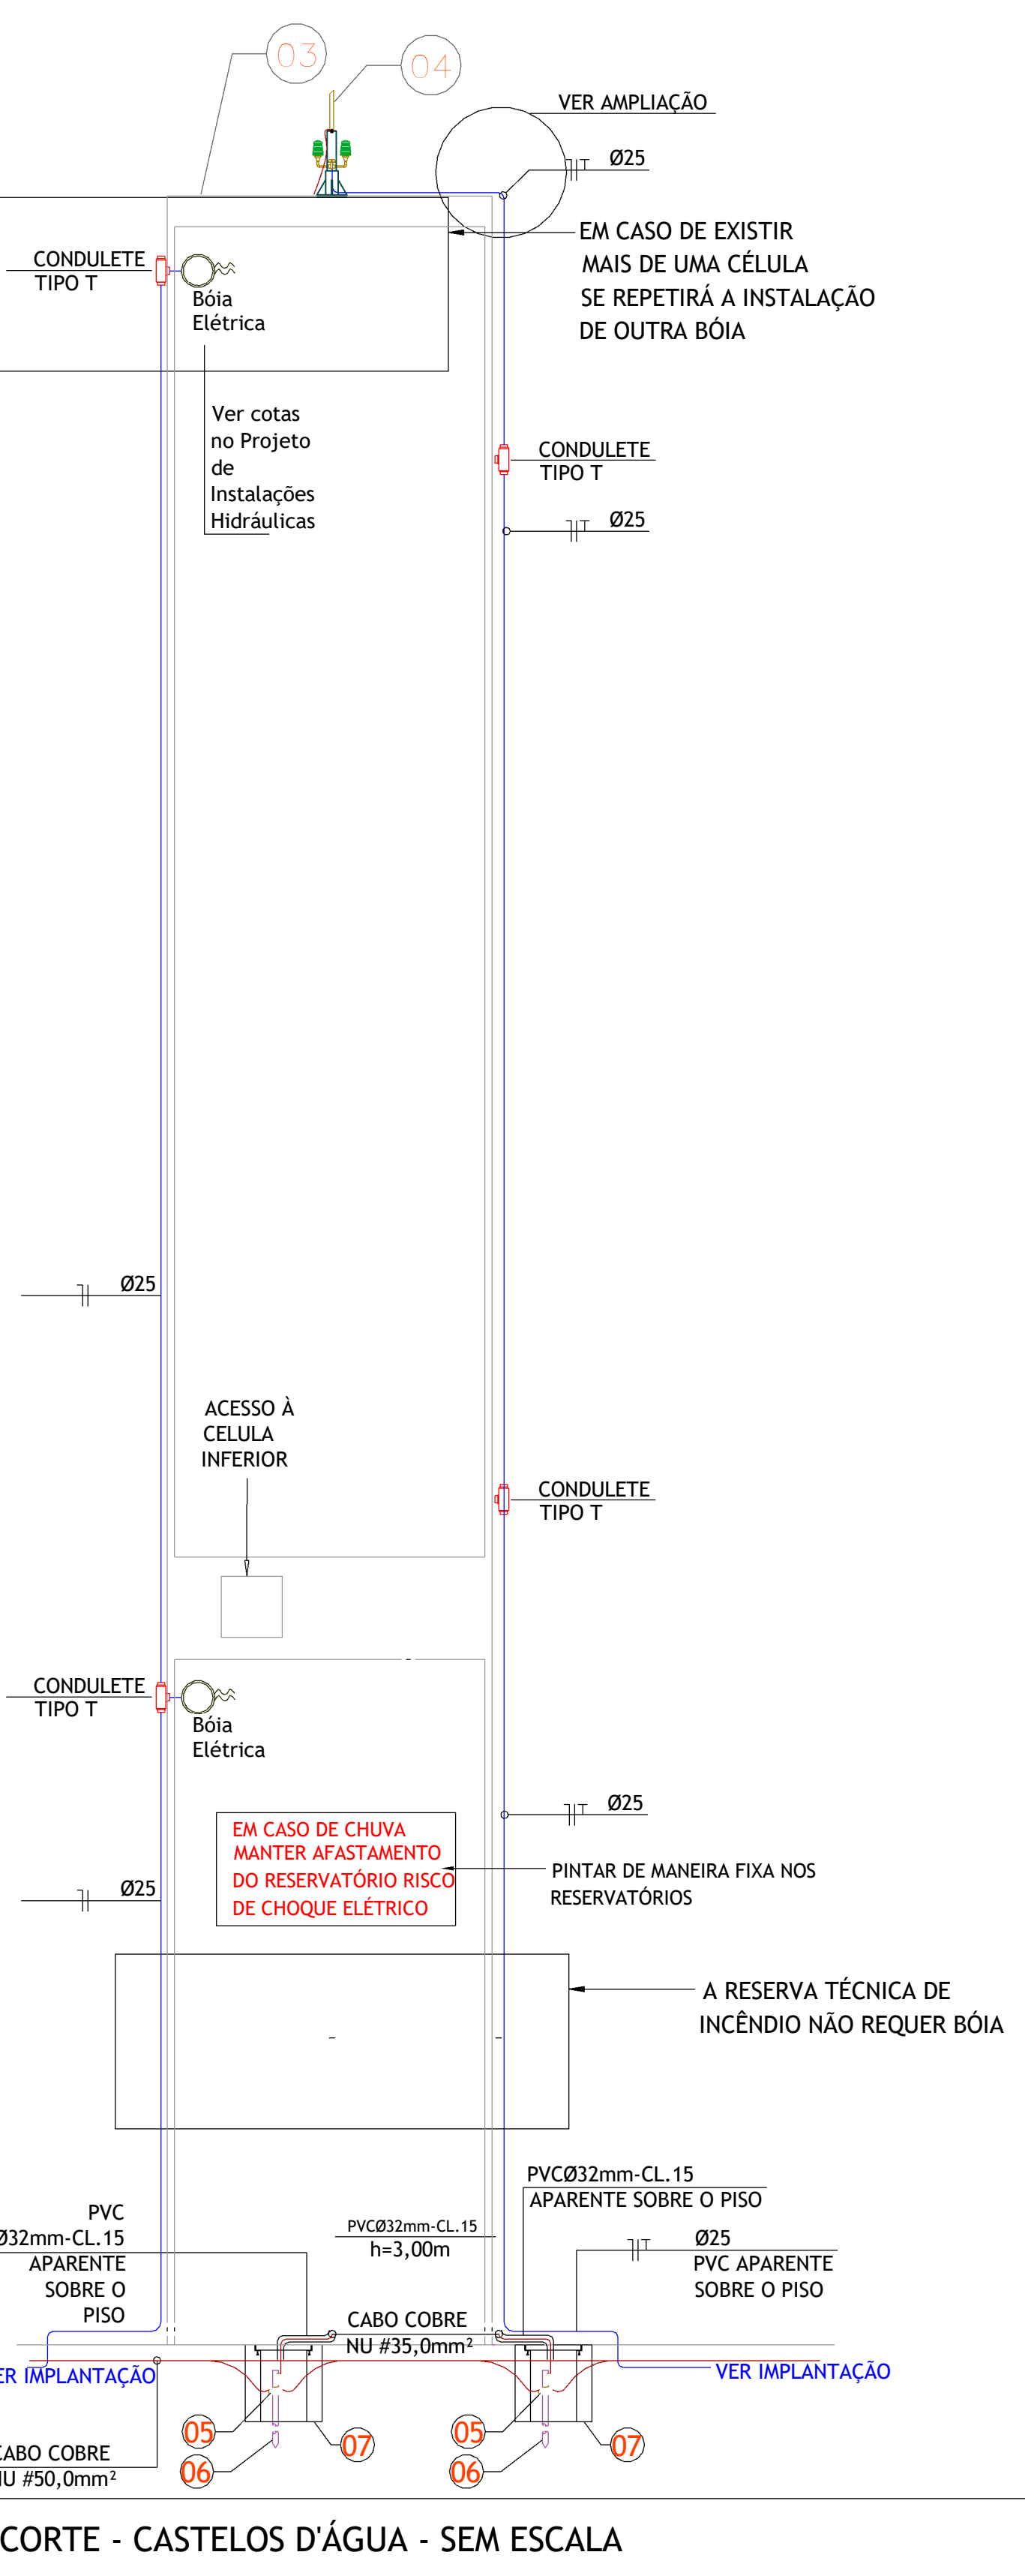 03
04
VER AMPLIAÇÃO
Ø25
EM CASO DE EXISTIR
MAIS DE UMA CÉLULA
SE REPETIRÁ A INSTALAÇÃO
DE OUTRA BÓIA
CONDULETE
TIPO T
Bóia
Elétrica
Ver cotas
no Projeto
de
Instalações
Hidráulicas
CONDULETE
TIPO T
Ø25
Ø25
ACESSO À
CELULA
INFERIOR
CONDULETE
TIPO T
CONDULETE
TIPO T
Bóia
Elétrica
Ø25
EM CASO DE CHUVA
MANTER AFASTAMENTO
DO RESERVATÓRIO RISCO
DE CHOQUE ELÉTRICO
PINTAR DE MANEIRA FIXA NOS
RESERVATÓRIOS
Ø25
A RESERVA TÉCNICA DE
INCÊNDIO NÃO REQUER BÓIA
PVCØ32mm-CL.15
APARENTE SOBRE O PISO
PVC
Ø32mm-CL.15
APARENTE
SOBRE O
PISO
PVCØ32mm-CL.15
h=3,00m
Ø25
PVC APARENTE
SOBRE O PISO
CABO COBRE
NU #35,0mm²
ER IMPLANTAÇÃO
VER IMPLANTAÇÃO
05
06
07
05
06
07
CABO COBRE
NU #50,0mm²
CORTE - CASTELOS D'ÁGUA - SEM ESCALA